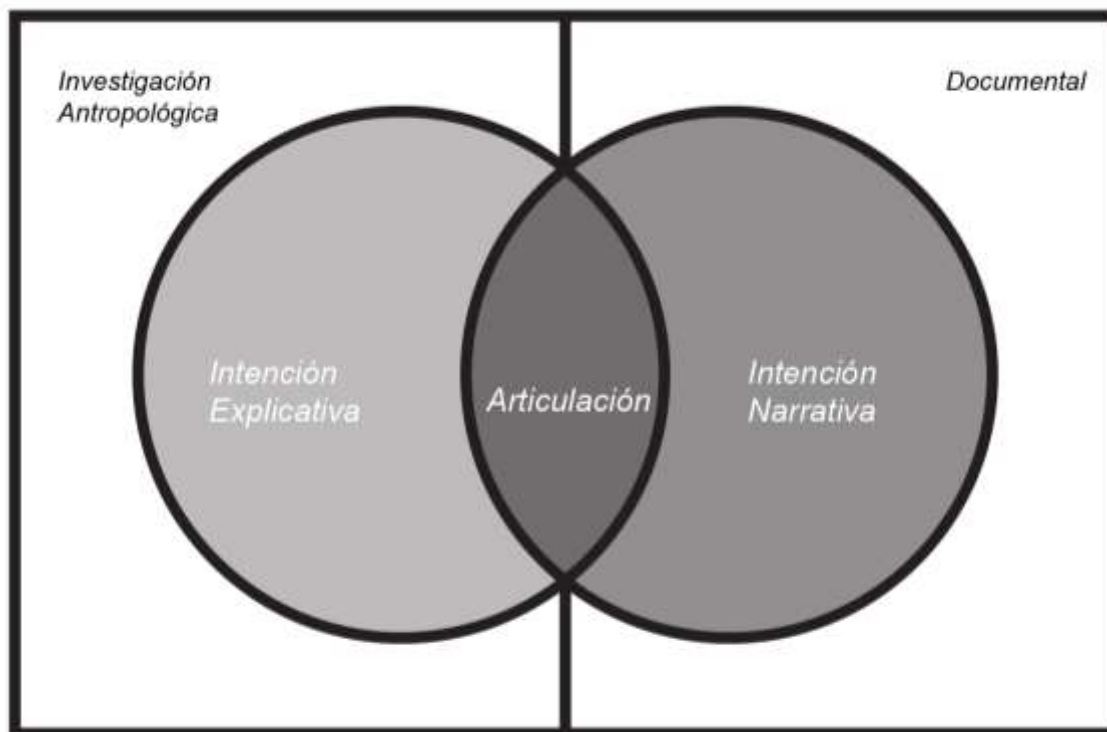 Investigación
Antropológica
Documental
Intención
Explicativa
Articulación
Intención
Narrativa